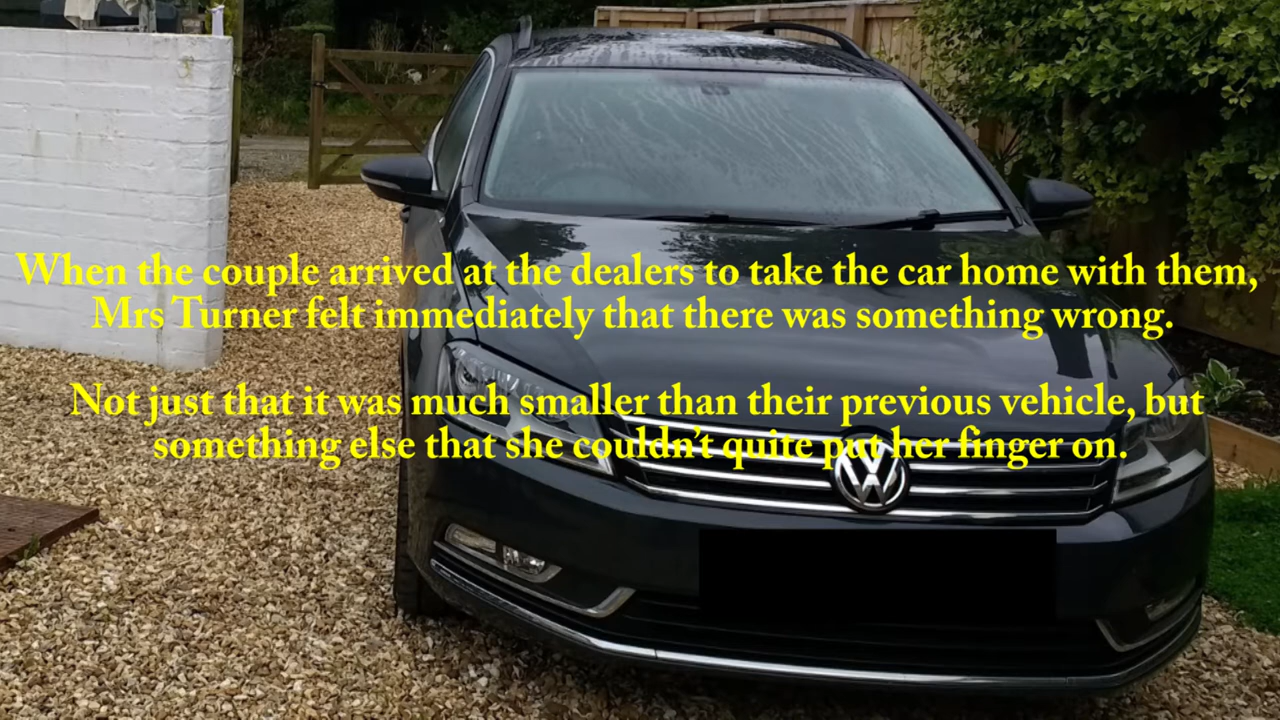 When the couple arrived at the dealers to take the car home with them,
Mrs Turner felt immediately that there was something wrong.
Not just that it was much smaller than their previous vehicle, but
something else that she couldn't quite put her finger on.